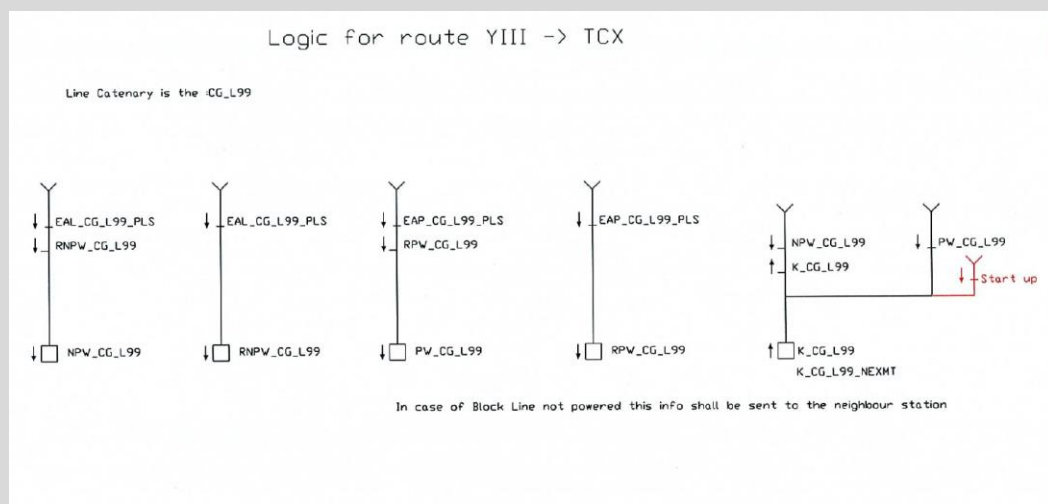 Logic for route YIII -> TCX
Line Catenary is the :CG_L99
EAL_CG_L99_PLS
RNPW_CG_L99
NPW_CG_L99
EAL_CG_L99_PLS
RNPW_CG_L99
EAP_CG_L99_PLS
RPW_CG_L99
PW_CG_L99
EAP_CG_L99_PLS
RPW_CG_L99
NPW_CG_L99
K_CG_L99
PW_CG_L99
Start up
K_CG_L99
K_CG_L99_NEXMT
In case of Block Line not powered this info shall be sent to the neighbour station